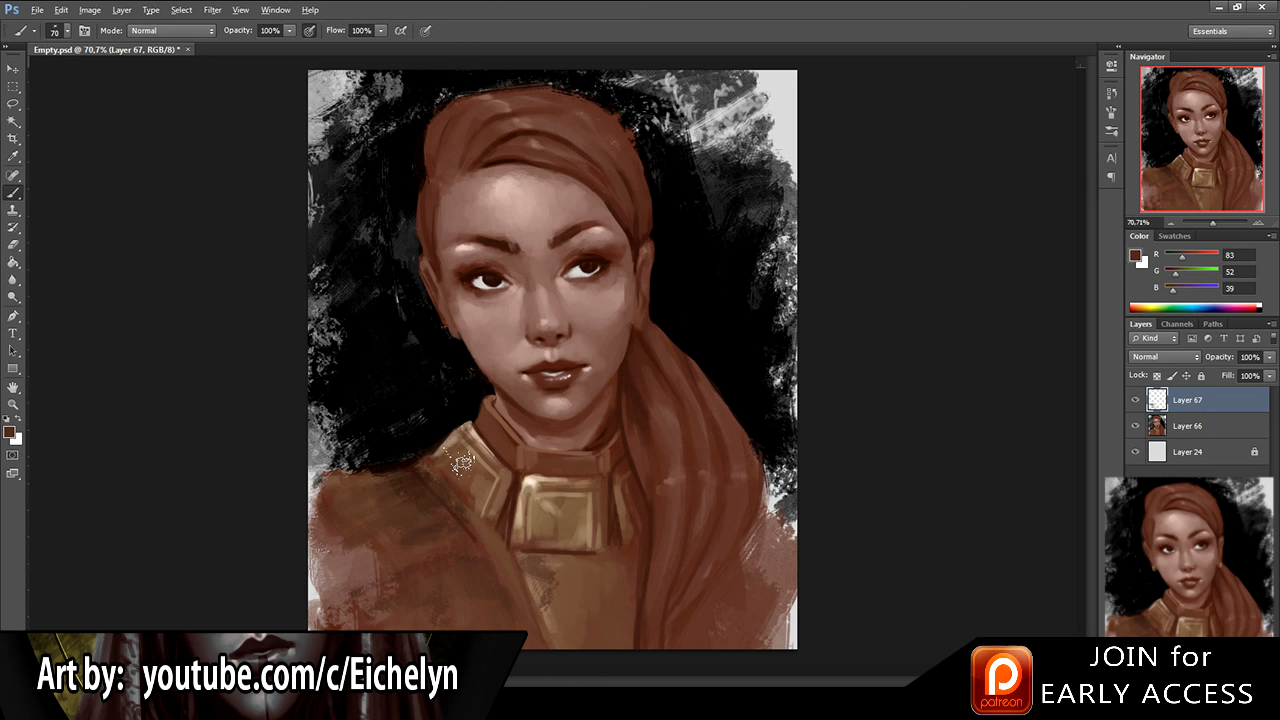 Ps File Edit Image Layer Type Select Filter View Window Help
70 Mode: Normal Opacity: 100% Flow: 100% Essentials
Empty.psd @ 70,7% (Layer 67, RGB/8) * ×
Navigator
70,71%
Color Swatches
R 83
G 52
B 39
Layers Channels Paths
Kind
Normal Opacity: 100%
Lock: Fill: 100%
Layer 67
Layer 66
Layer 24
Art by: youtube.com/c/Eichelyn
patreon
JOIN for
EARLY ACCESS